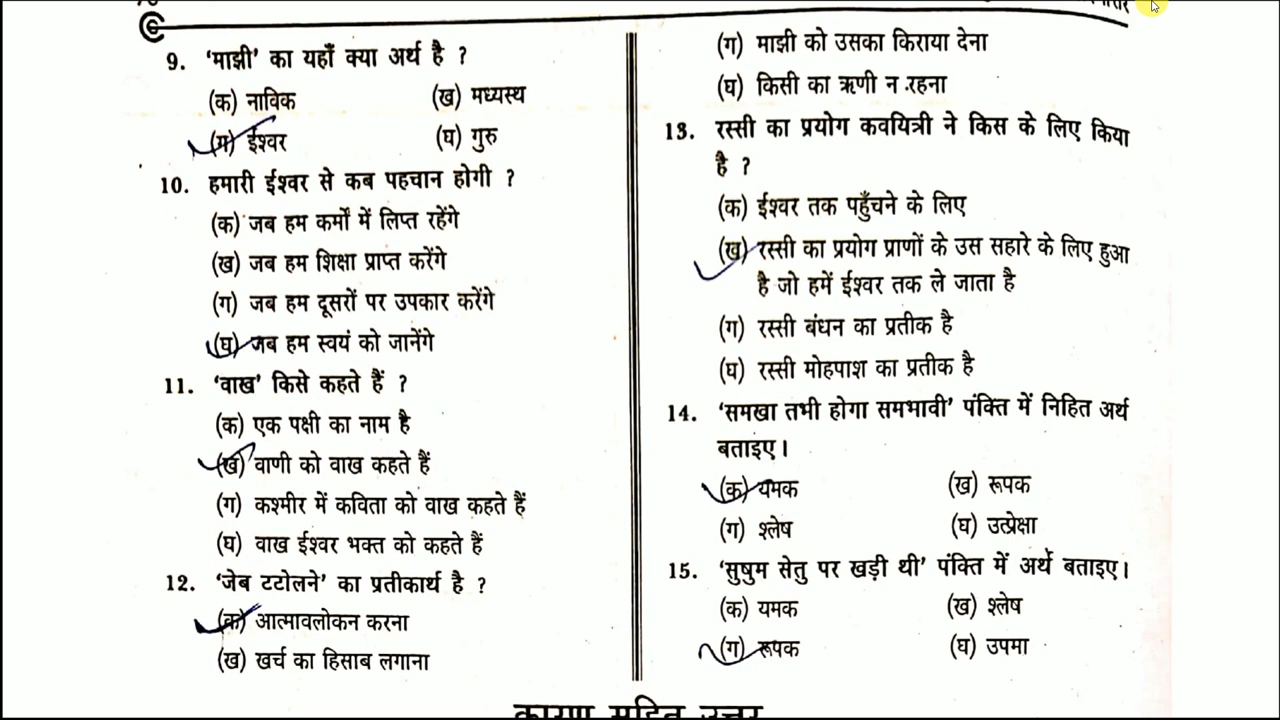 9. 'माझी' का यहाँ क्या अर्थ है ?
(क) नाविक (ख) मध्यस्थ
(ग) ईश्वर (घ) गुरु
10. हमारी ईश्वर से कब पहचान होगी ?
(क) जब हम कर्मों में लिप्त रहेंगे
(ख) जब हम शिक्षा प्राप्त करेंगे
(ग) जब हम दूसरों पर उपकार करेंगे
(घ) जब हम स्वयं को जानेंगे
11. 'वाख' किसे कहते हैं ?
(क) एक पक्षी का नाम है
(ख) वाणी को वाख कहते हैं
(ग) कश्मीर में कविता को वाख कहते हैं
(घ) वाख ईश्वर भक्त को कहते हैं
12. 'जेब टटोलने' का प्रतीकार्थ है ?
(क) आत्मावलोकन करना
(ख) खर्च का हिसाब लगाना
(ग) माझी को उसका किराया देना
(घ) किसी का ऋणी न रहना
13. रस्सी का प्रयोग कवयित्री ने किस के लिए किया
है ?
(क) ईश्वर तक पहुँचने के लिए
(ख) रस्सी का प्रयोग प्राणों के उस सहारे के लिए हुआ
है जो हमें ईश्वर तक ले जाता है
(ग) रस्सी बंधन का प्रतीक है
(घ) रस्सी मोहपाश का प्रतीक है
14. 'समखा तभी होगा समभावी' पंक्ति में निहित अर्थ
बताइए।
(क) यमक (ख) रूपक
(ग) श्लेष (घ) उत्प्रेक्षा
15. 'सुषुम सेतु पर खड़ी थी' पंक्ति में अर्थ बताइए।
(क) यमक (ख) श्लेष
(ग) रूपक (घ) उपमा
कारण सहित उत्तर